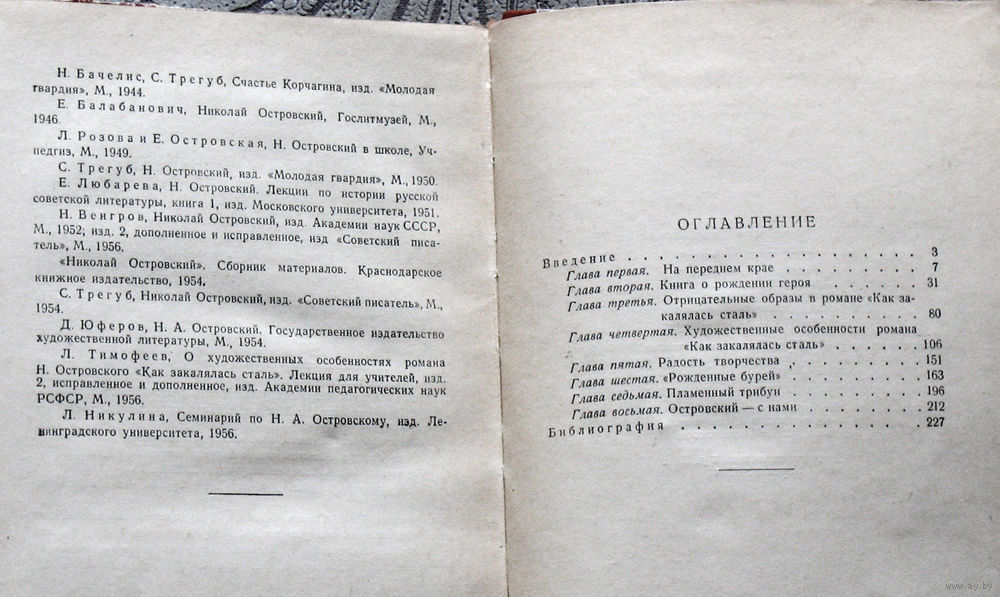 Н. Бачелис, С. Трегуб, Счастье Корчагина, изд. «Молодая
гвардия», М., 1944.
Е. Балабанович, Николай Островский, Гослитмузей, М.,
1946.
Л. Розова и Е. Островская, Н. Островский в школе, Уч-
педгиз, М., 1949.
С. Трегуб, Н. Островский, изд. «Молодая гвардия», М., 1950.
Е. Любарева, Н. Островский. Лекции по истории русской
советской литературы, книга 1, изд. Московского университета, 1951.
Н. Венгров, Николай Островский, изд. Академии наук СССР,
М., 1952; изд. 2, дополненное и исправленное, изд «Советский писа-
тель», М., 1956.
«Николай Островский». Сборник материалов. Краснодарское
книжное издательство, 1954.
С. Трегуб, Николай Островский, изд. «Советский писатель», М.,
1954.
Д. Юферов, Н. А. Островский. Государственное издательство
художественной литературы, М., 1954.
Л. Тимофеев, О художественных особенностях романа
Н. Островского «Как закалялась сталь». Лекция для учителей, изд.
2, исправленное и дополненное, изд. Академии педагогических наук
РСФСР, М., 1956.
Л. Никулина, Семинарий по Н. А. Островскому, изд. Ле-
нинградского университета, 1956.
ОГЛАВЛЕНИЕ
Введение . . . . . . . . . . . . 3
Глава первая. На переднем крае . . . . . . 7
Глава вторая. Книга о рождении героя . . . . . . 31
Глава третья. Отрицательные образы в романе «Как за-
калялась сталь» . . . . . . . . . 80
Глава четвертая. Художественные особенности романа
«Как закалялась сталь» . . . . . . 106
Глава пятая. Радость творчества . . . . . . . 151
Глава шестая. «Рожденные бурей» . . . . . . 163
Глава седьмая. Пламенный трибун . . . . . . 196
Глава восьмая. Островский — с нами . . . . . . 212
Библиография . . . . . . . . . . . 227
www.ay.by